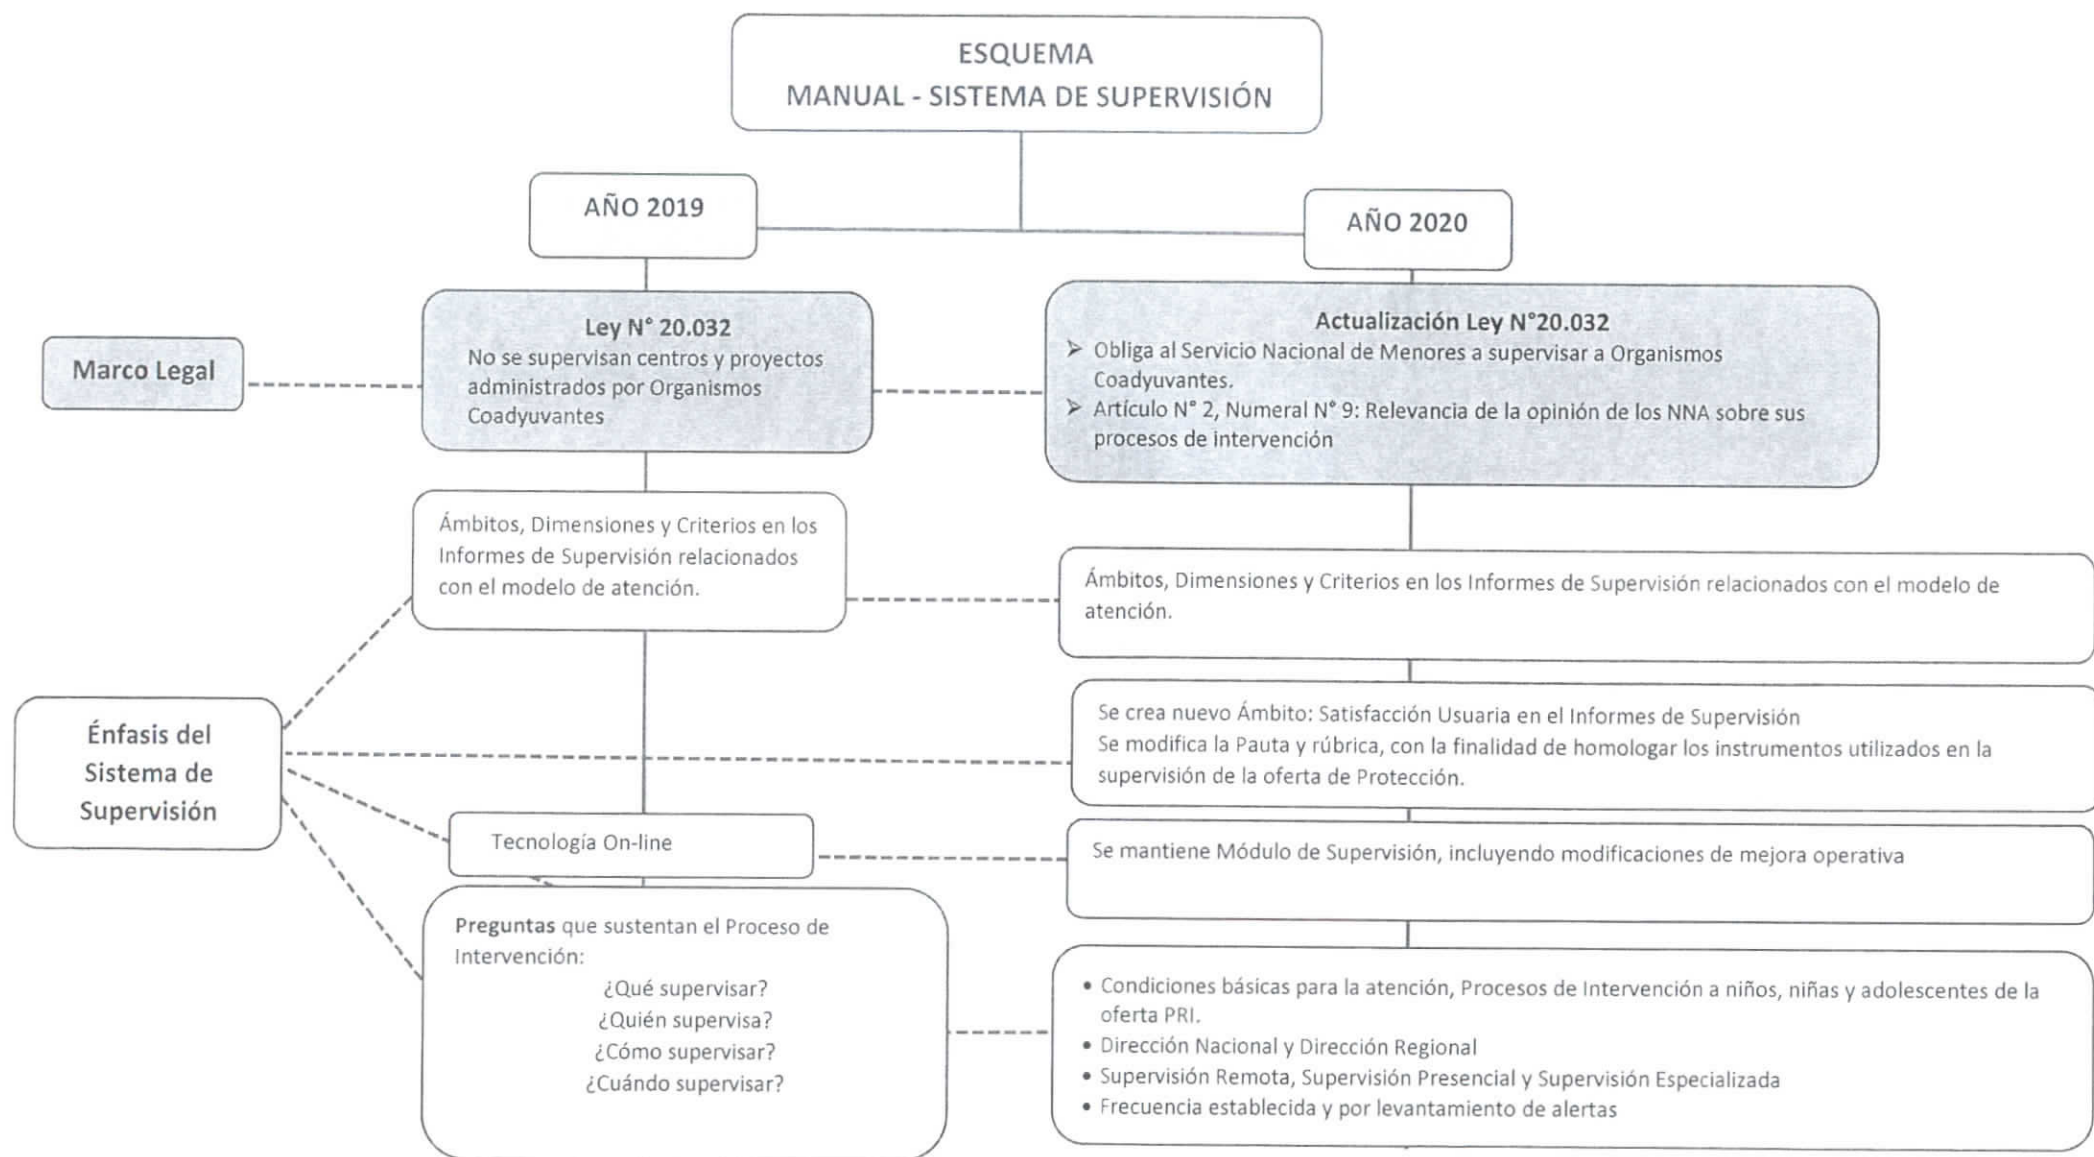 ESQUEMA
MANUAL - SISTEMA DE SUPERVISIÓN
AÑO 2019
AÑO 2020
Marco Legal
Ley N° 20.032
No se supervisan centros y proyectos
administrados por Organismos
Coadyuvantes
Actualización Ley N°20.032
➢ Obliga al Servicio Nacional de Menores a supervisar a Organismos
Coadyuvantes.
➢ Artículo N° 2, Numeral N° 9: Relevancia de la opinión de los NNA sobre sus
procesos de intervención
Ámbitos, Dimensiones y Criterios en los
Informes de Supervisión relacionados
con el modelo de atención.
Ámbitos, Dimensiones y Criterios en los Informes de Supervisión relacionados con el modelo de
atención.
Énfasis del
Sistema de
Supervisión
Se crea nuevo Ámbito: Satisfacción Usuaria en el Informes de Supervisión
Se modifica la Pauta y rúbrica, con la finalidad de homologar los instrumentos utilizados en la
supervisión de la oferta de Protección.
Tecnología On-line
Se mantiene Módulo de Supervisión, incluyendo modificaciones de mejora operativa
Preguntas que sustentan el Proceso de
Intervención:
¿Qué supervisar?
¿Quién supervisa?
¿Cómo supervisar?
¿Cuándo supervisar?
• Condiciones básicas para la atención, Procesos de Intervención a niños, niñas y adolescentes de la
oferta PRI.
• Dirección Nacional y Dirección Regional
• Supervisión Remota, Supervisión Presencial y Supervisión Especializada
• Frecuencia establecida y por levantamiento de alertas